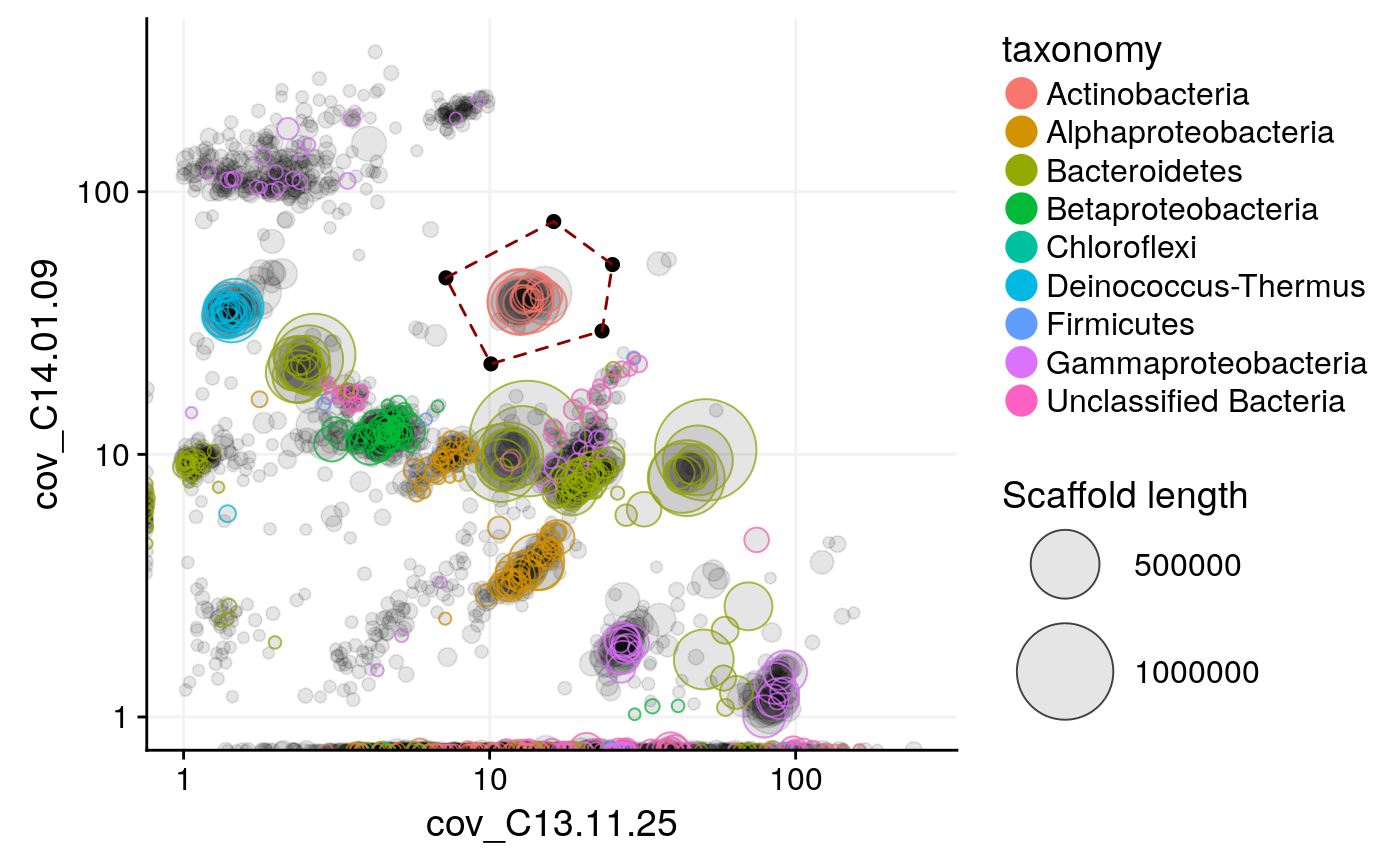 100
10
1
cov_C14.01.09
1
10
100
cov_C13.11.25
taxonomy
Actinobacteria
Alphaproteobacteria
Bacteroidetes
Betaproteobacteria
Chloroflexi
Deinococcus-Thermus
Firmicutes
Gammaproteobacteria
Unclassified Bacteria
Scaffold length
500000
1000000